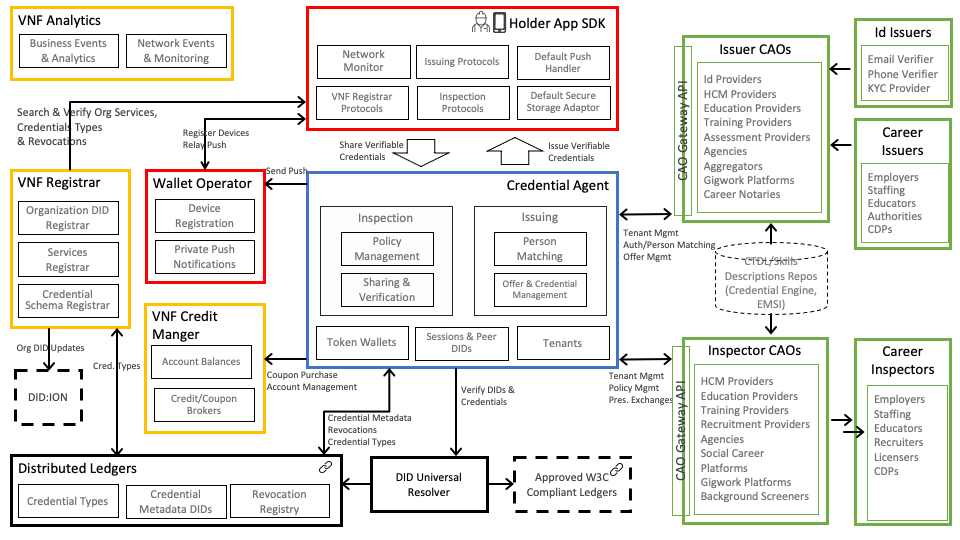 VNF Analytics
Business Events
& Analytics
Network Events
& Monitoring
Holder App SDK
Network
Monitor
Issuing Protocols
Default Push
Handler
VNF Registrar
Protocols
Inspection
Protocols
Default Secure
Storage Adaptor
Search & Verify Org Services,
Credentials Types
& Revocations
Register Devices
Relay Push
Share Verifiable
Credentials
Issue Verifiable
Credentials
Send Push
VNF Registrar
Organization DID
Registrar
Services
Registrar
Credential
Schema Registrar
Wallet Operator
Device
Registration
Private Push
Notifications
Credential Agent
Inspection
Policy
Management
Sharing &
Verification
Issuing
Person
Matching
Offer & Credential
Management
Token Wallets
Sessions & Peer
DIDs
Tenants
VNF Credit
Manger
Account Balances
Credit/Coupon
Brokers
Org DID Updates
Cred. Types
DID:ION
Coupon Purchase
Account Management
Credential Metadata
Revocations
Credential Types
Verify DIDs &
Credentials
Distributed Ledgers
Credential Types
Credential
Metadata DIDs
Revocation
Registry
DID Universal
Resolver
Approved W3C
Compliant Ledgers
Tenant Mgmt
Auth/Person Matching
Offer Mgmt
Tenant Mgmt
Policy Mgmt
Pres. Exchanges
CAO Gateway API
Issuer CAOs
Id Providers
HCM Providers
Education Providers
Training Providers
Assessment Providers
Agencies
Aggregators
Gigwork Platforms
Career Notaries
Id Issuers
Email Verifier
Phone Verifier
KYC Provider
Career
Issuers
Employers
Staffing
Educators
Authorities
CDPs
CTDL/Skills
Descriptions Repos
(Credential Engine,
EMSI)
CAO Gateway API
Inspector CAOs
HCM Providers
Education Providers
Training Providers
Recruitment Providers
Agencies
Social Career
Platforms
Gigwork Platforms
Background Screeners
Career
Inspectors
Employers
Staffing
Educators
Recruiters
Licensers
CDPs